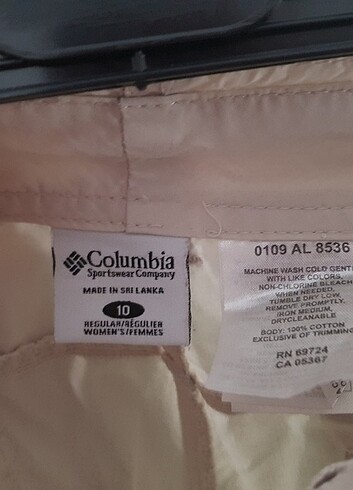 Columbia
Sportswear Company
MADE IN SRI LANKA
10
REGULAR/RÉGULIER
WOMEN'S/FEMMES
0109 AL 8536
MACHINE WASH COLD GENTLE
WITH LIKE COLORS,
NON-CHLORINE BLEACH
WHEN NEEDED,
TUMBLE DRY LOW,
REMOVE PROMPTLY,
IRON MEDIUM,
DRYCLEANABLE
BODY: 100% COTTON
EXCLUSIVE OF TRIMMING
RN 69724
CA 05367